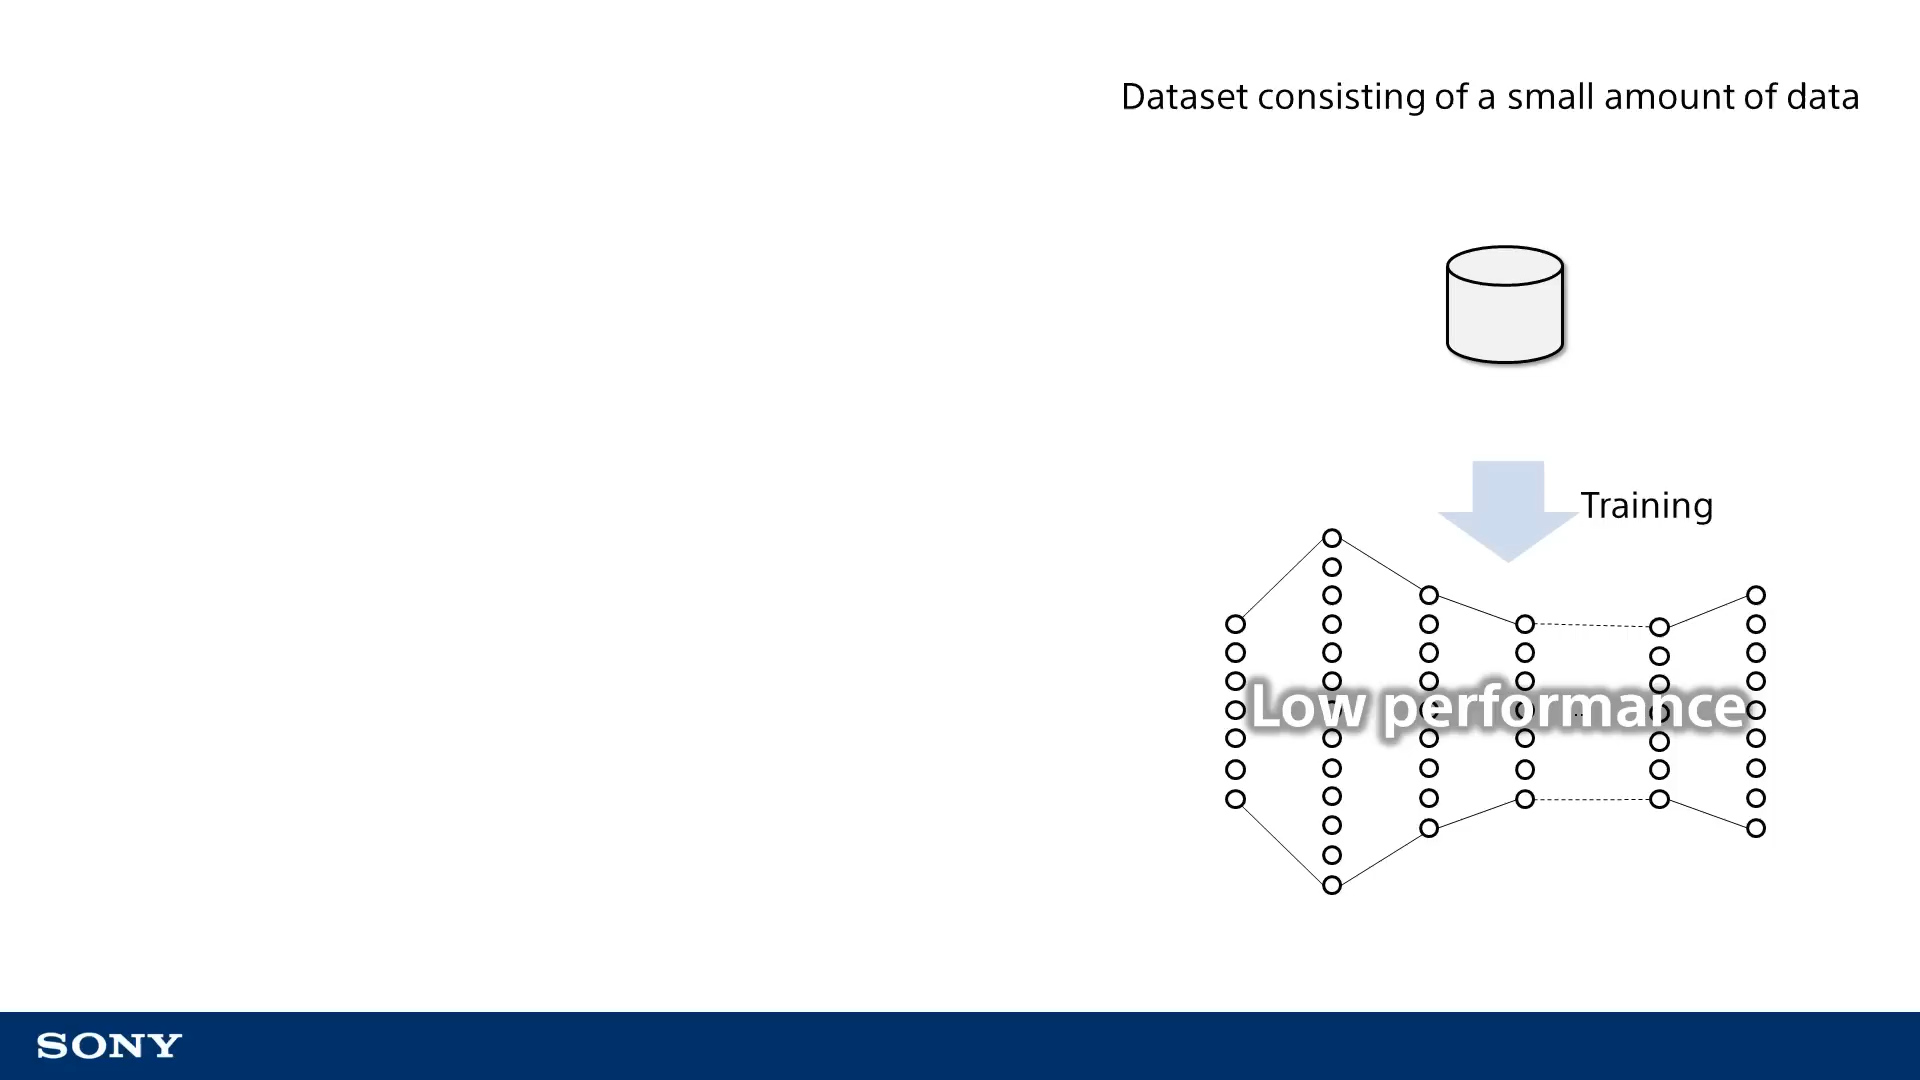 Dataset consisting of a small amount of data
Training
Low performance
...
SONY